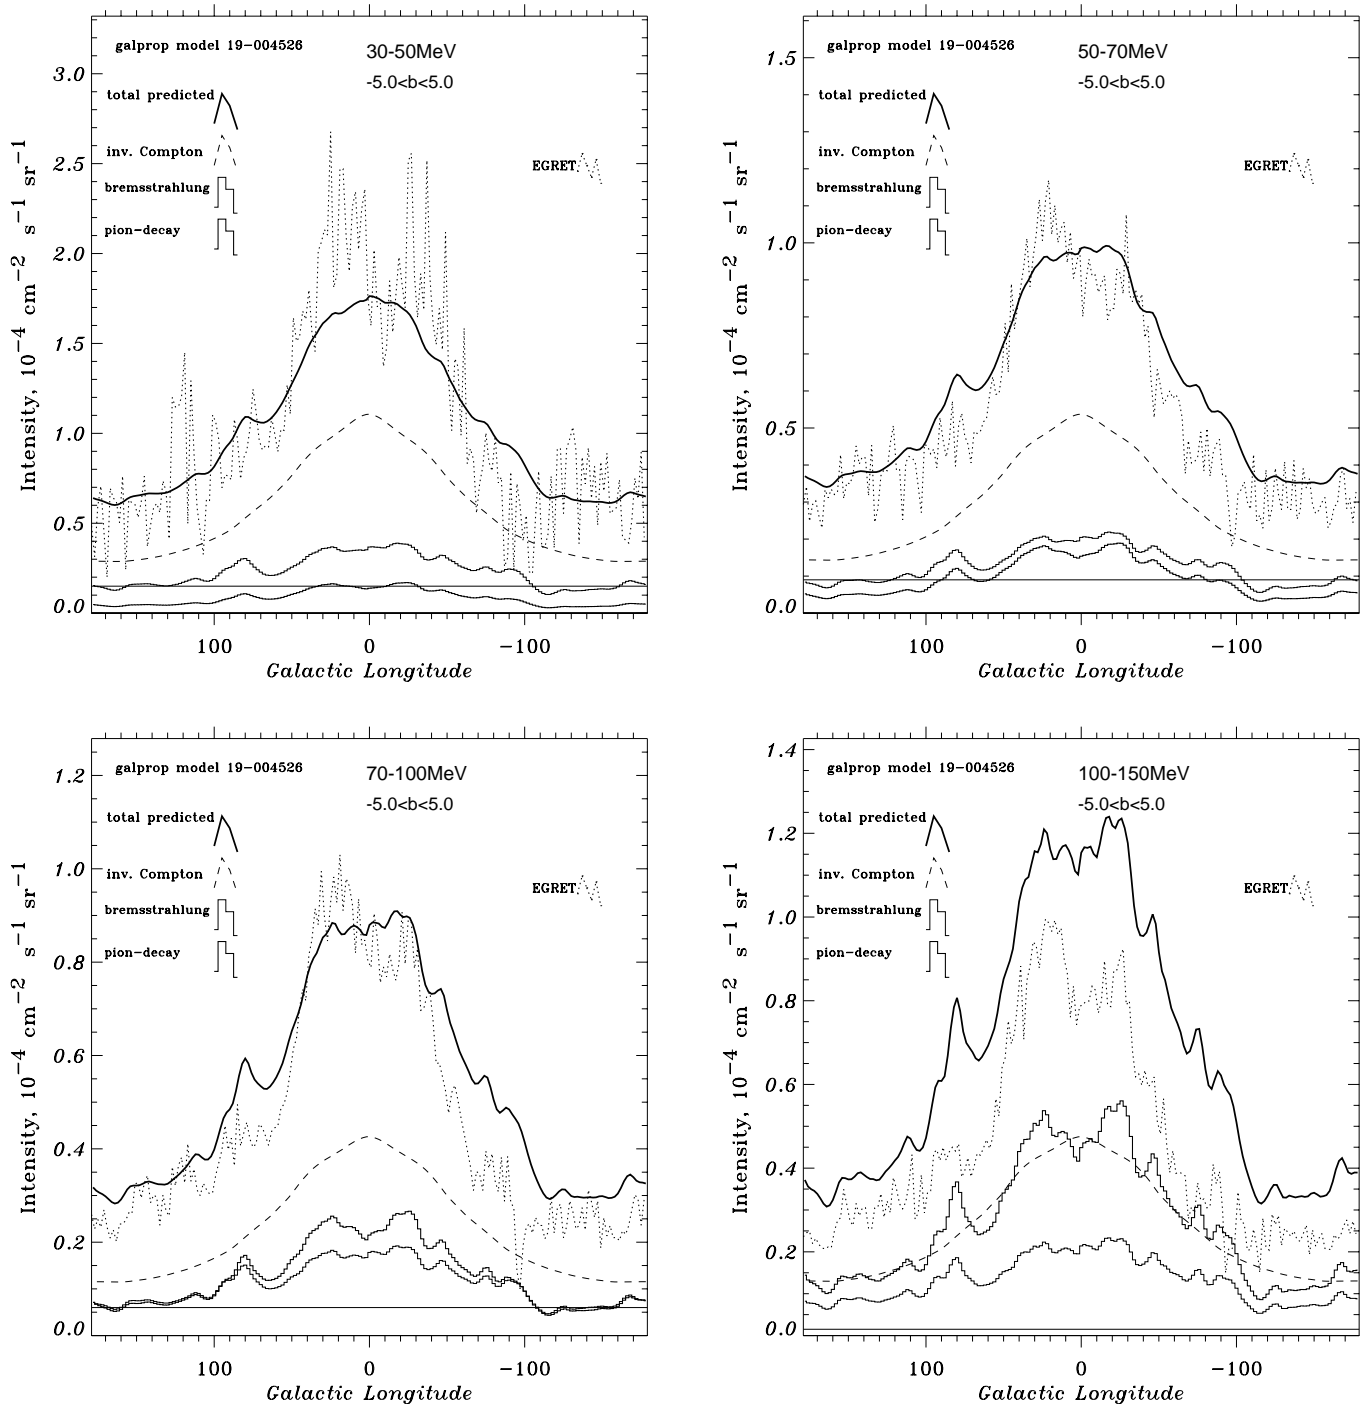 galprop model 19-004526
30-50MeV
-5.0<b<5.0
total predicted
inv. Compton
EGRET
bremsstrahlung
pion-decay
3.0
2.5
2.0
1.5
1.0
0.5
0.0
Intensity, 10−4 cm−2 s−1 sr−1
100 0 −100
Galactic Longitude
galprop model 19-004526
50-70MeV
-5.0<b<5.0
total predicted
inv. Compton
EGRET
bremsstrahlung
pion-decay
1.5
1.0
0.5
0.0
Intensity, 10−4 cm−2 s−1 sr−1
100 0 −100
Galactic Longitude
galprop model 19-004526
70-100MeV
-5.0<b<5.0
total predicted
inv. Compton
EGRET
bremsstrahlung
pion-decay
1.2
1.0
0.8
0.6
0.4
0.2
0.0
Intensity, 10−4 cm−2 s−1 sr−1
100 0 −100
Galactic Longitude
galprop model 19-004526
100-150MeV
-5.0<b<5.0
total predicted
inv. Compton
EGRET
bremsstrahlung
pion-decay
1.4
1.2
1.0
0.8
0.6
0.4
0.2
0.0
Intensity, 10−4 cm−2 s−1 sr−1
100 0 −100
Galactic Longitude